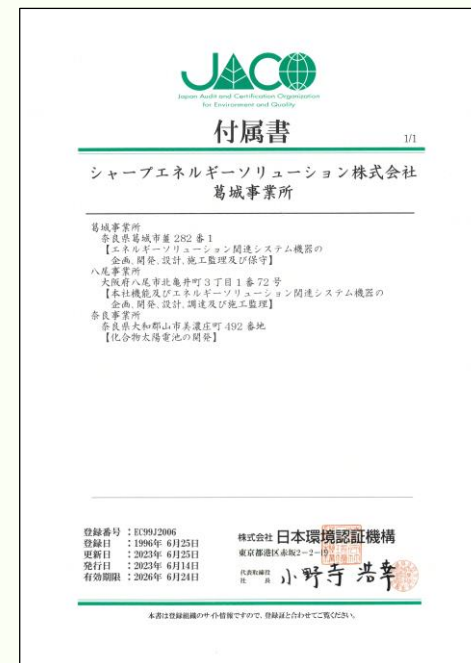 JACO
Japan Audit and Certification Organization
for Environment and Quality
付属書
1/1
シャープエネルギーソリューション株式会社
葛城事業所
葛城事業所
奈良県葛城市薑282番1
【エネルギーソリューション関連システム機器の
企画、開発、設計、施工監理及び保守】
八尾事業所
大阪府八尾市北亀井町3丁目1番72号
【本社機能及びエネルギーソリューション関連システム機器の
企画、開発、設計、調達及び施工監理】
奈良事業所
奈良県大和郡山市美濃庄町492番地
【化合物太陽電池の開発】
登録番号 : EC99J2006
登録日 : 1996年 6月25日
更新日 : 2023年 6月25日
発行日 : 2023年 6月14日
有効期限 : 2026年 6月24日
株式会社 日本環境認証機構
東京都港区赤坂2-2-19
代表取締役
社長 小野寺 浩幸
本書は登録組織のサイト情報ですので、登録証と合わせてご覧ください。